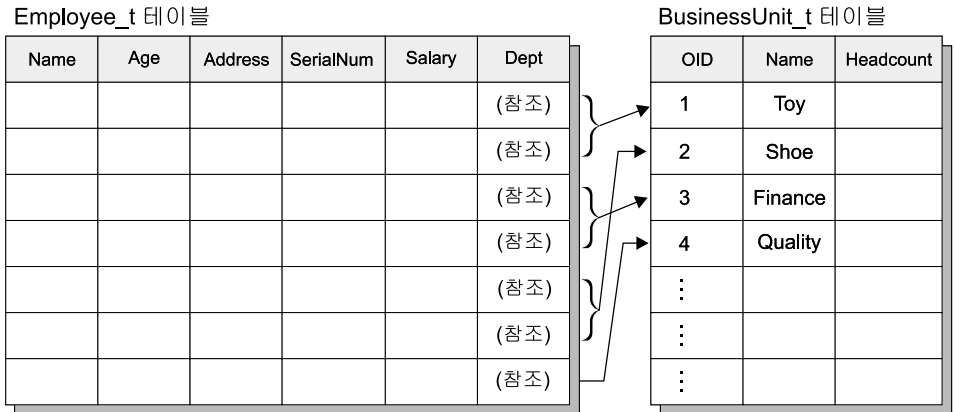 Employee_t 테이블 BusinessUnit_t 테이블
Name Age Address SerialNum Salary Dept OID Name Headcount
(참조) 1 Toy
(참조) 2 Shoe
(참조) 3 Finance
(참조) 4 Quality
(참조) ⋮
(참조) ⋮
(참조) ⋮